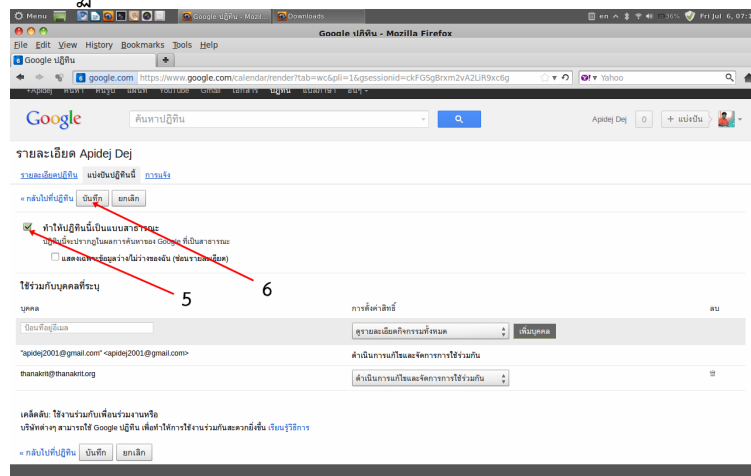 Menu Google ปฏิทิน - Mozil... Downloads en 36% Fri Jul 6, 07:1
Google ปฏิทิน - Mozilla Firefox
File Edit View History Bookmarks Tools Help
Google ปฏิทิน
google.com https://www.google.com/calendar/render?tab=wc&pli=1&gsessionid=ckFGSgBrxm2vA2LiR9xc6g Yahoo
+Apidej ค้นหา ค้นรูป แผนที่ YouTube Gmail เอกสาร ปฏิทิน แปลภาษา อื่นๆ
Google ค้นหาปฏิทิน Apidej Dej 0 + แบ่งปัน
รายละเอียด Apidej Dej
รายละเอียดปฏิทิน แบ่งปันปฏิทินนี้ การแจ้ง
« กลับไปที่ปฏิทิน บันทึก ยกเลิก
ทำให้ปฏิทินนี้เป็นแบบสาธารณะ
ปฏิทินนี้จะปรากฏในผลการค้นหาของ Google ที่เป็นสาธารณะ
แสดงเฉพาะข้อมูลว่าง/ไม่ว่างของฉัน (ซ่อนรายละเอียด)
5
6
ใช้ร่วมกับบุคคลที่ระบุ
บุคคล การตั้งค่าสิทธิ์ ลบ
ป้อนที่อยู่อีเมล ดูรายละเอียดกิจกรรมทั้งหมด เพิ่มบุคคล
"apidej2001@gmail.com" <apidej2001@gmail.com> ดำเนินการแก้ไขและจัดการการใช้ร่วมกัน
thanakrit@thanakrit.org ดำเนินการแก้ไขและจัดการการใช้ร่วมกัน
เคล็ดลับ: ใช้งานร่วมกับเพื่อนร่วมงานหรือ
บริษัทต่างๆ สามารถใช้ Google ปฏิทิน เพื่อทำให้การใช้งานร่วมกันสะดวกยิ่งขึ้น เรียนรู้วิธีการ
« กลับไปที่ปฏิทิน บันทึก ยกเลิก